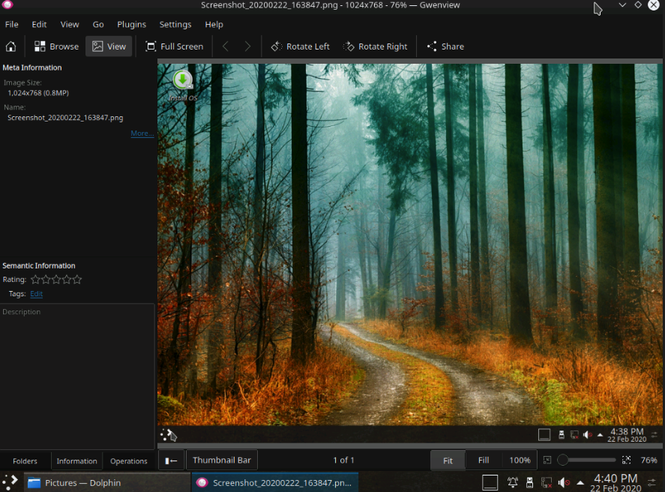 Screenshot_20200222_163847.png - 1024x768 - 76% — Gwenview
File Edit View Go Plugins Settings Help
Browse View Full Screen Rotate Left Rotate Right Share
Meta Information
Image Size:
1,024x768 (0.8MP)
Name:
Screenshot_20200222_163847.png
More...
Install OS
Semantic Information
Rating:
Tags: Edit
Description
4:38 PM
22 Feb 2020
Folders Information Operations
Thumbnail Bar 1 of 1 Fit Fill 100% 76%
Pictures — Dolphin
Screenshot_20200222_163847.pn...
4:40 PM
22 Feb 2020